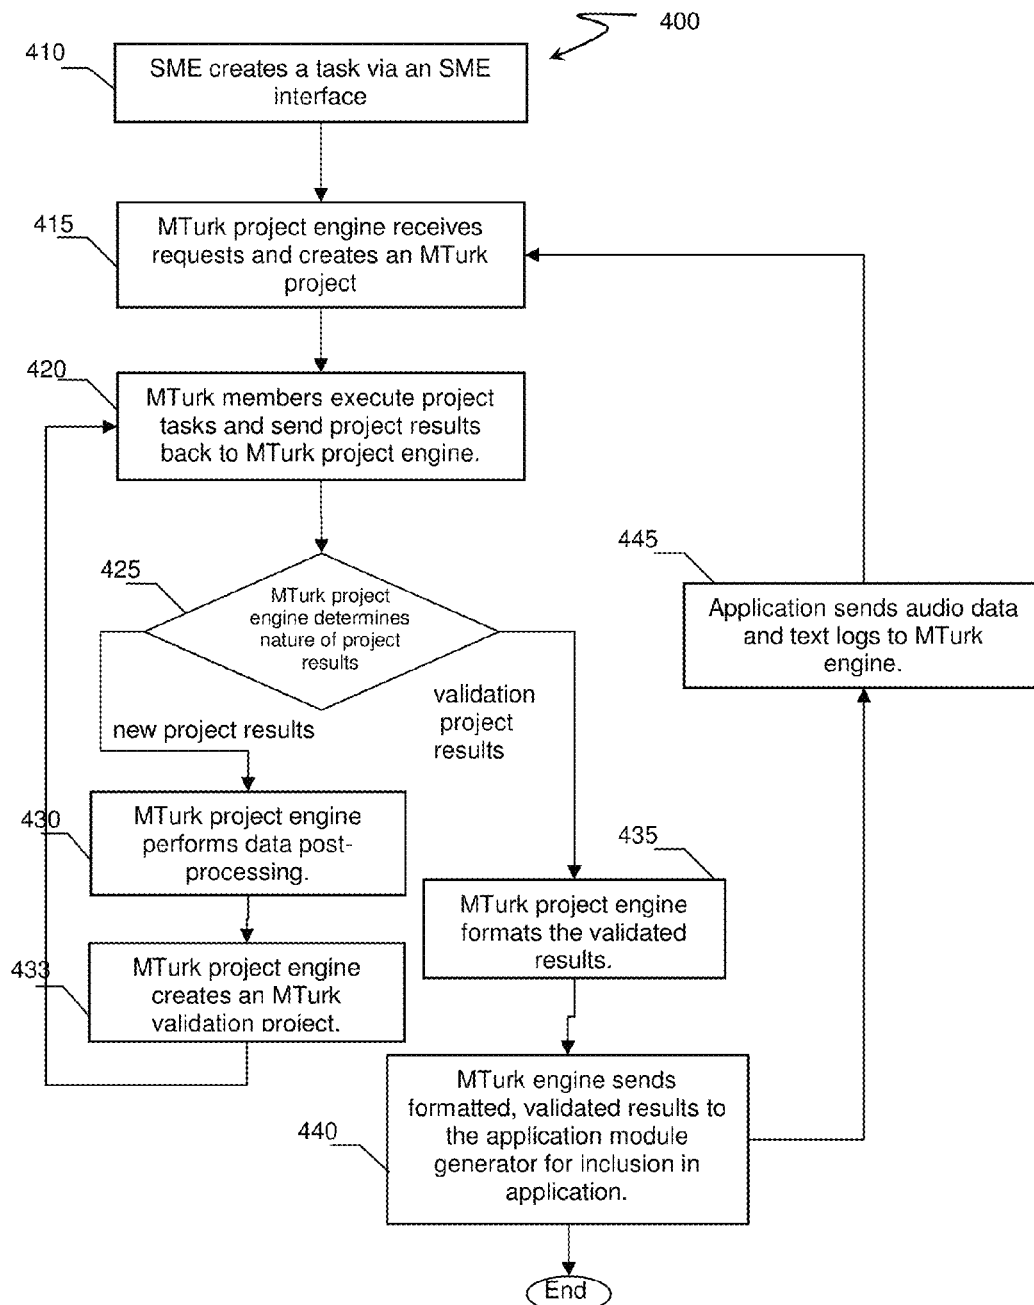 400
410
SME creates a task via an SME
interface
415
MTurk project engine receives
requests and creates an MTurk
project
420
MTurk members execute project
tasks and send project results
back to MTurk project engine.
425
MTurk project
engine determines
nature of project
results
445
Application sends audio data
and text logs to MTurk
engine.
new project results
validation
project
results
430
MTurk project engine
performs data post-
processing.
435
MTurk project engine
formats the validated
results.
433
MTurk project engine
creates an MTurk
validation project.
440
MTurk engine sends
formatted, validated results to
the application module
generator for inclusion in
application.
End